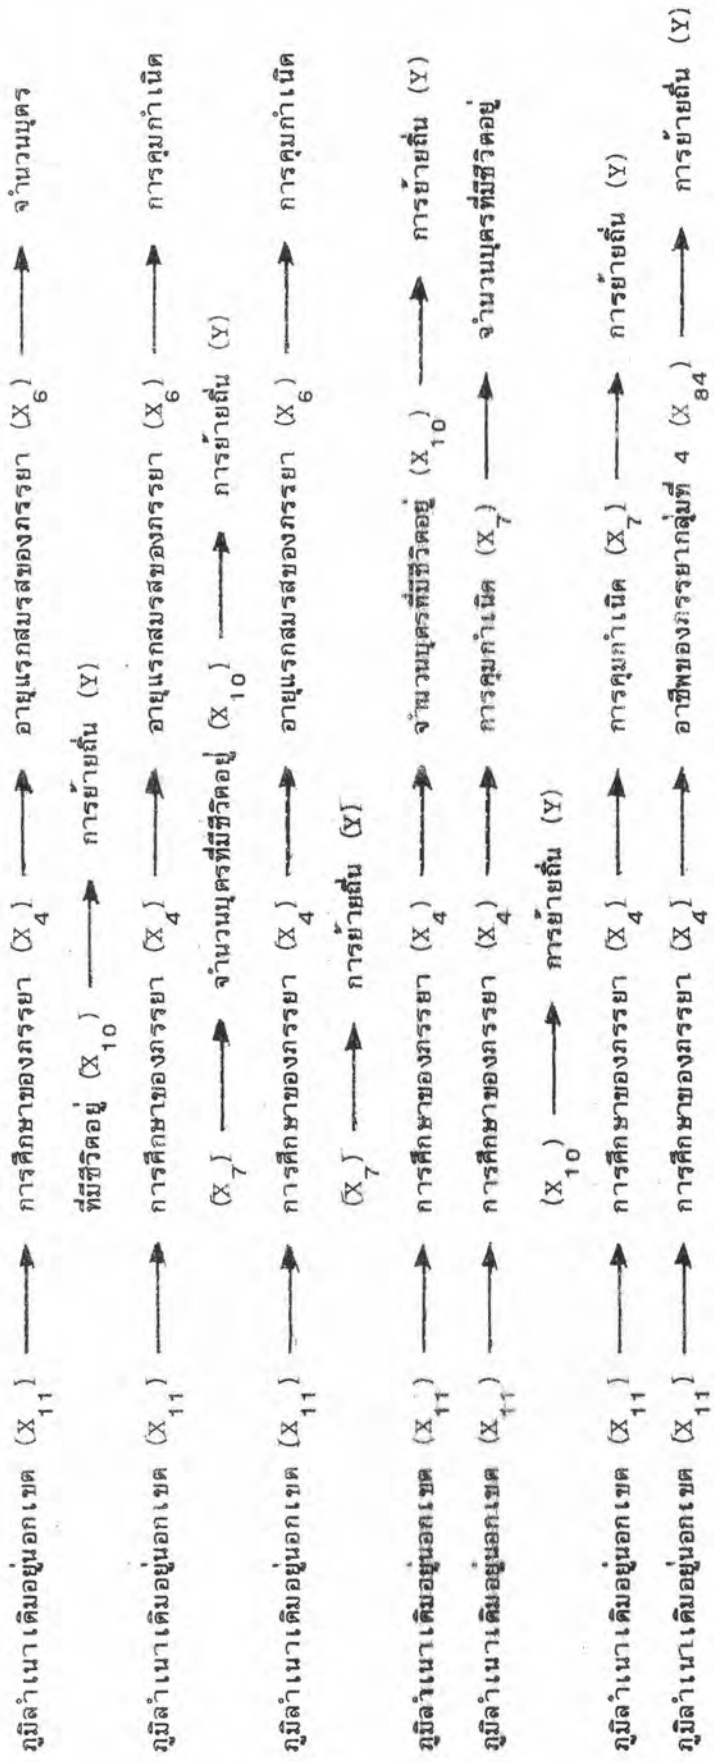 ภูมิลำเนาเดิมอยู่นอกเขต (X₁₁) ⟶ การศึกษาของภรรยา (X₄) ⟶ อายุแรกสมรสของภรรยา (X₆) ⟶ จำนวนบุตร
ที่มีชีวิตอยู่ (X₁₀) ⟶ การย้ายถิ่น (Y)
ภูมิลำเนาเดิมอยู่นอกเขต (X₁₁) ⟶ การศึกษาของภรรยา (X₄) ⟶ อายุแรกสมรสของภรรยา (X₆) ⟶ การคุมกำเนิด
(X₇) ⟶ จำนวนบุตรที่มีชีวิตอยู่ (X₁₀) ⟶ การย้ายถิ่น (Y)
ภูมิลำเนาเดิมอยู่นอกเขต (X₁₁) ⟶ การศึกษาของภรรยา (X₄) ⟶ อายุแรกสมรสของภรรยา (X₆) ⟶ การคุมกำเนิด
(X₇) ⟶ การย้ายถิ่น (Y)
ภูมิลำเนาเดิมอยู่นอกเขต (X₁₁) ⟶ การศึกษาของภรรยา (X₄) ⟶ จำนวนบุตรที่มีชีวิตอยู่ (X₁₀) ⟶ การย้ายถิ่น (Y)
ภูมิลำเนาเดิมอยู่นอกเขต (X₁₁) ⟶ การศึกษาของภรรยา (X₄) ⟶ การคุมกำเนิด (X₇) ⟶ จำนวนบุตรที่มีชีวิตอยู่
(X₁₀) ⟶ การย้ายถิ่น (Y)
ภูมิลำเนาเดิมอยู่นอกเขต (X₁₁) ⟶ การศึกษาของภรรยา (X₄) ⟶ การคุมกำเนิด (X₇) ⟶ การย้ายถิ่น (Y)
ภูมิลำเนาเดิมอยู่นอกเขต (X₁₁) ⟶ การศึกษาของภรรยา (X₄) ⟶ อาชีพของภรรยากลุ่มที่ 4 (X₈₄) ⟶ การย้ายถิ่น (Y)